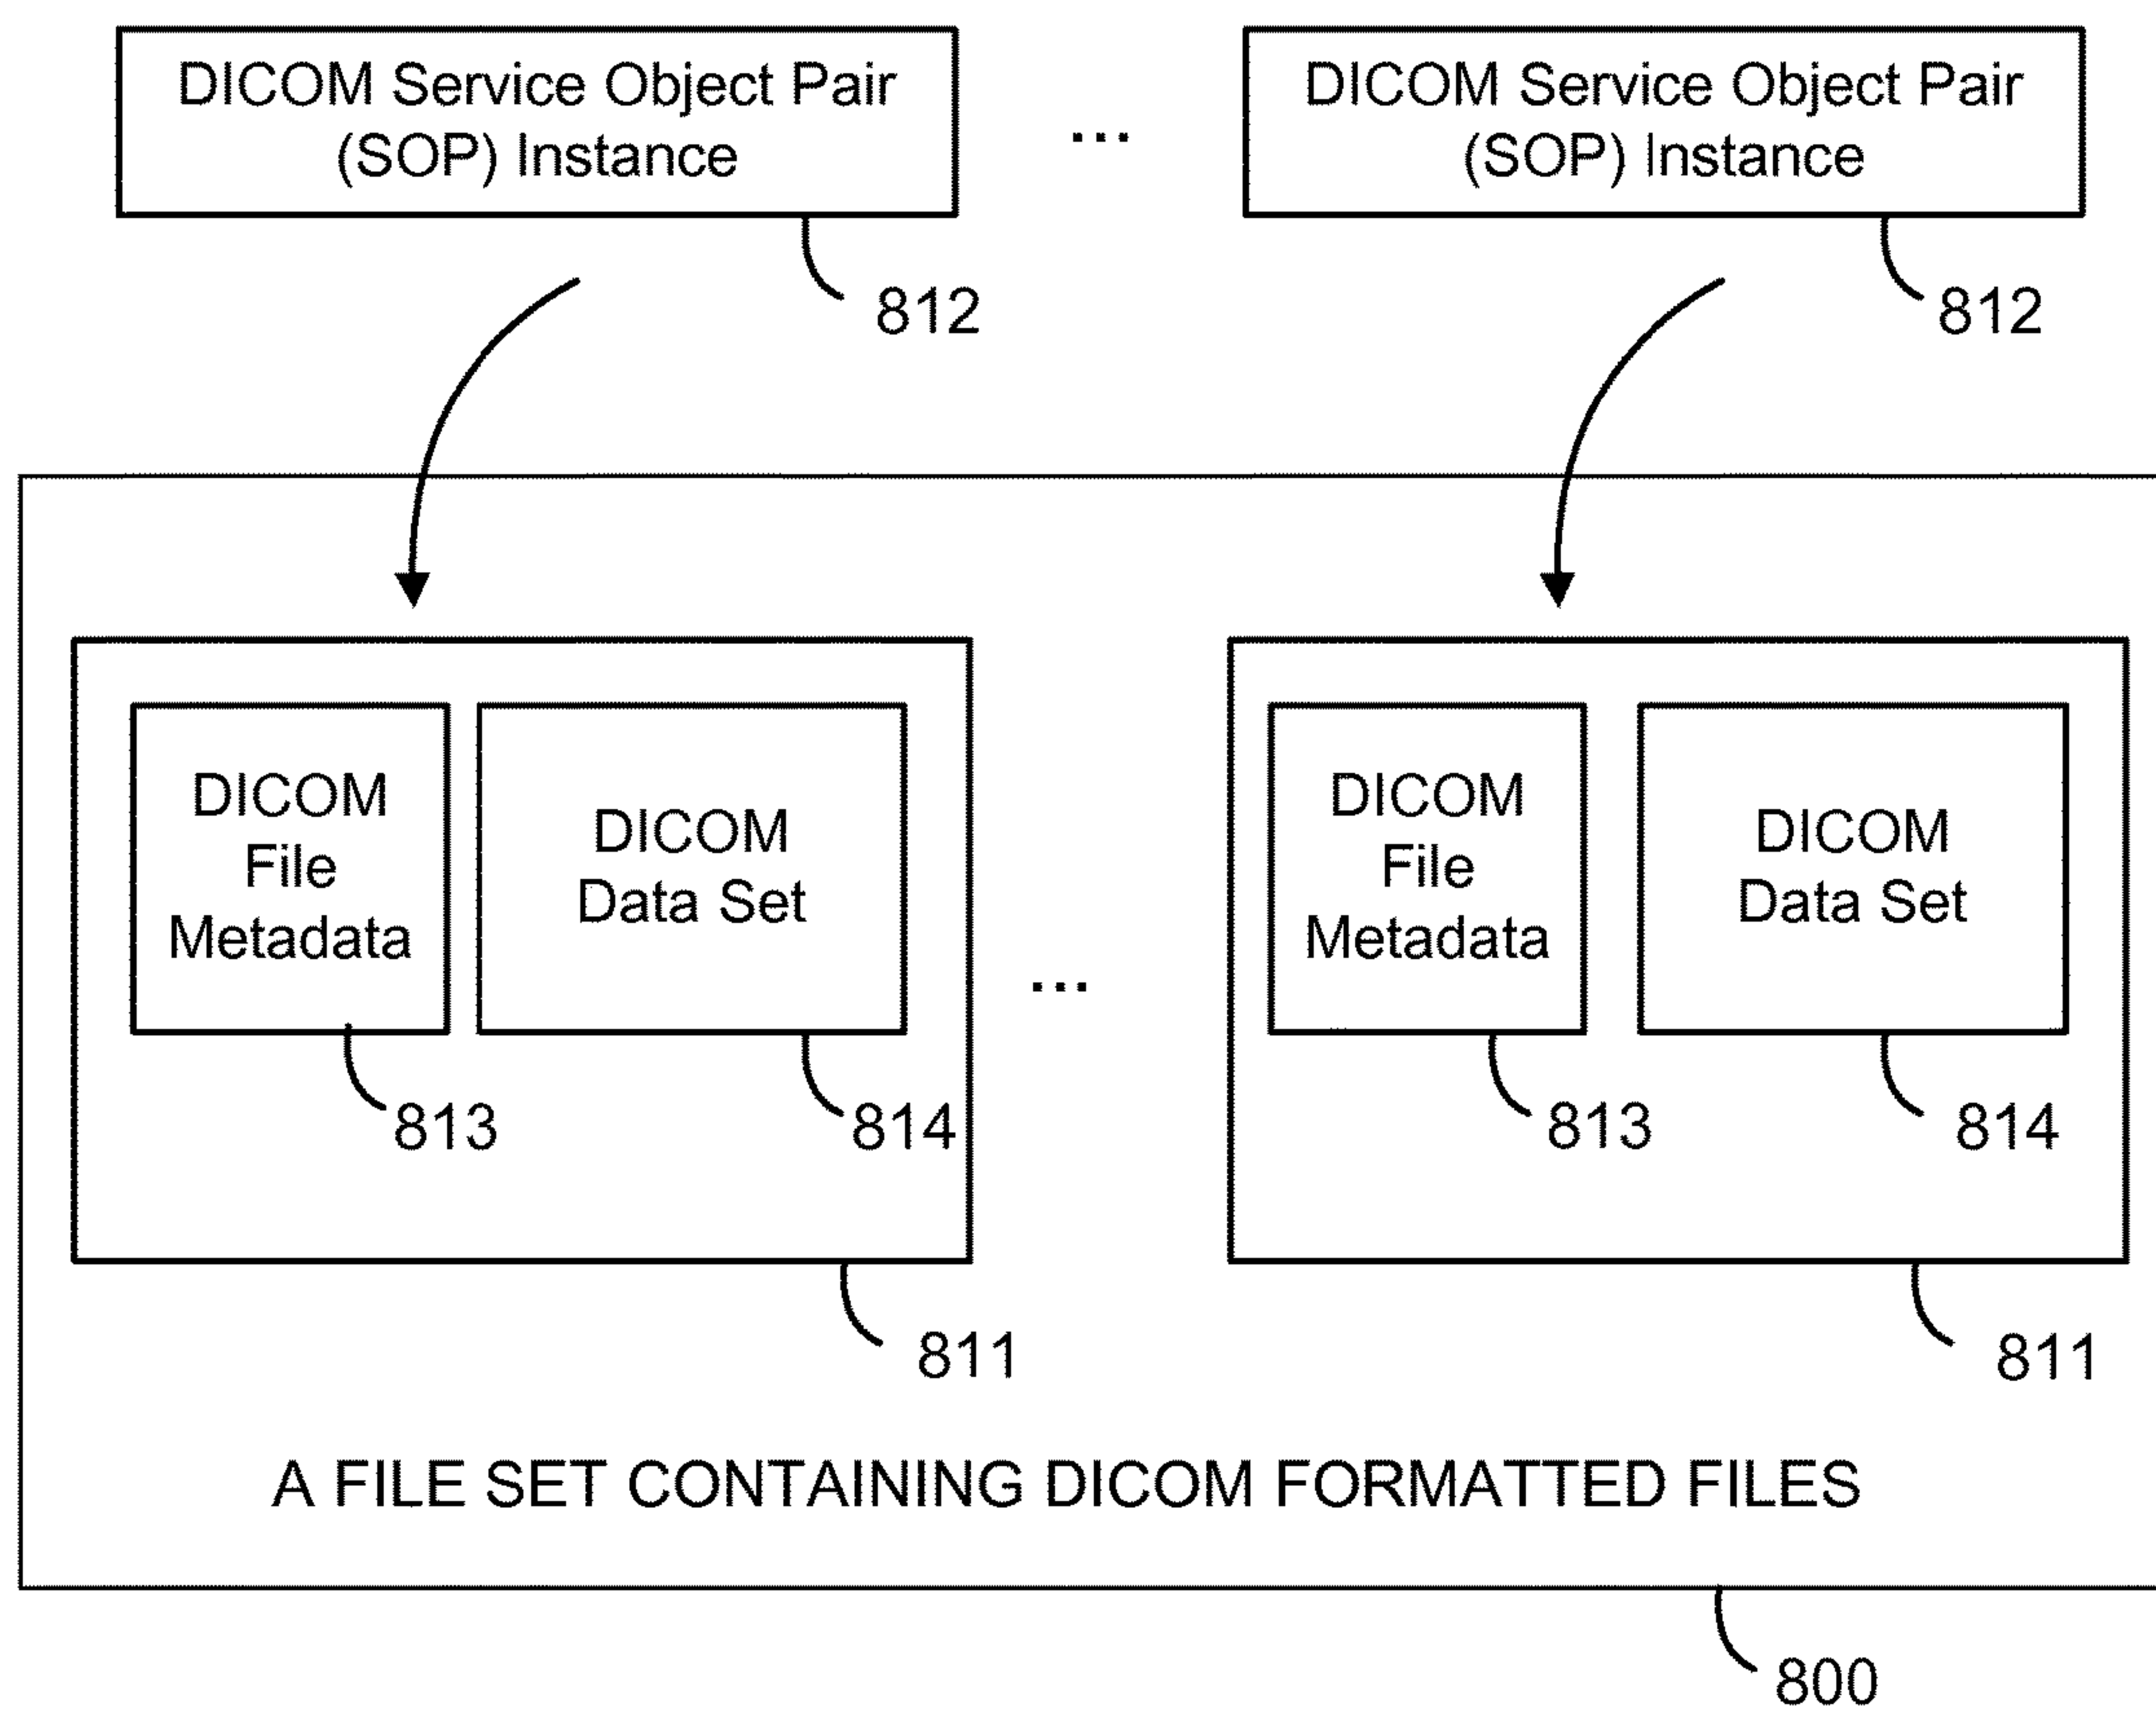 DICOM Service Object Pair
(SOP) Instance
...
DICOM Service Object Pair
(SOP) Instance
812
812
DICOM
File
Metadata
DICOM
Data Set
813
814
811
...
DICOM
File
Metadata
DICOM
Data Set
813
814
811
A FILE SET CONTAINING DICOM FORMATTED FILES
800